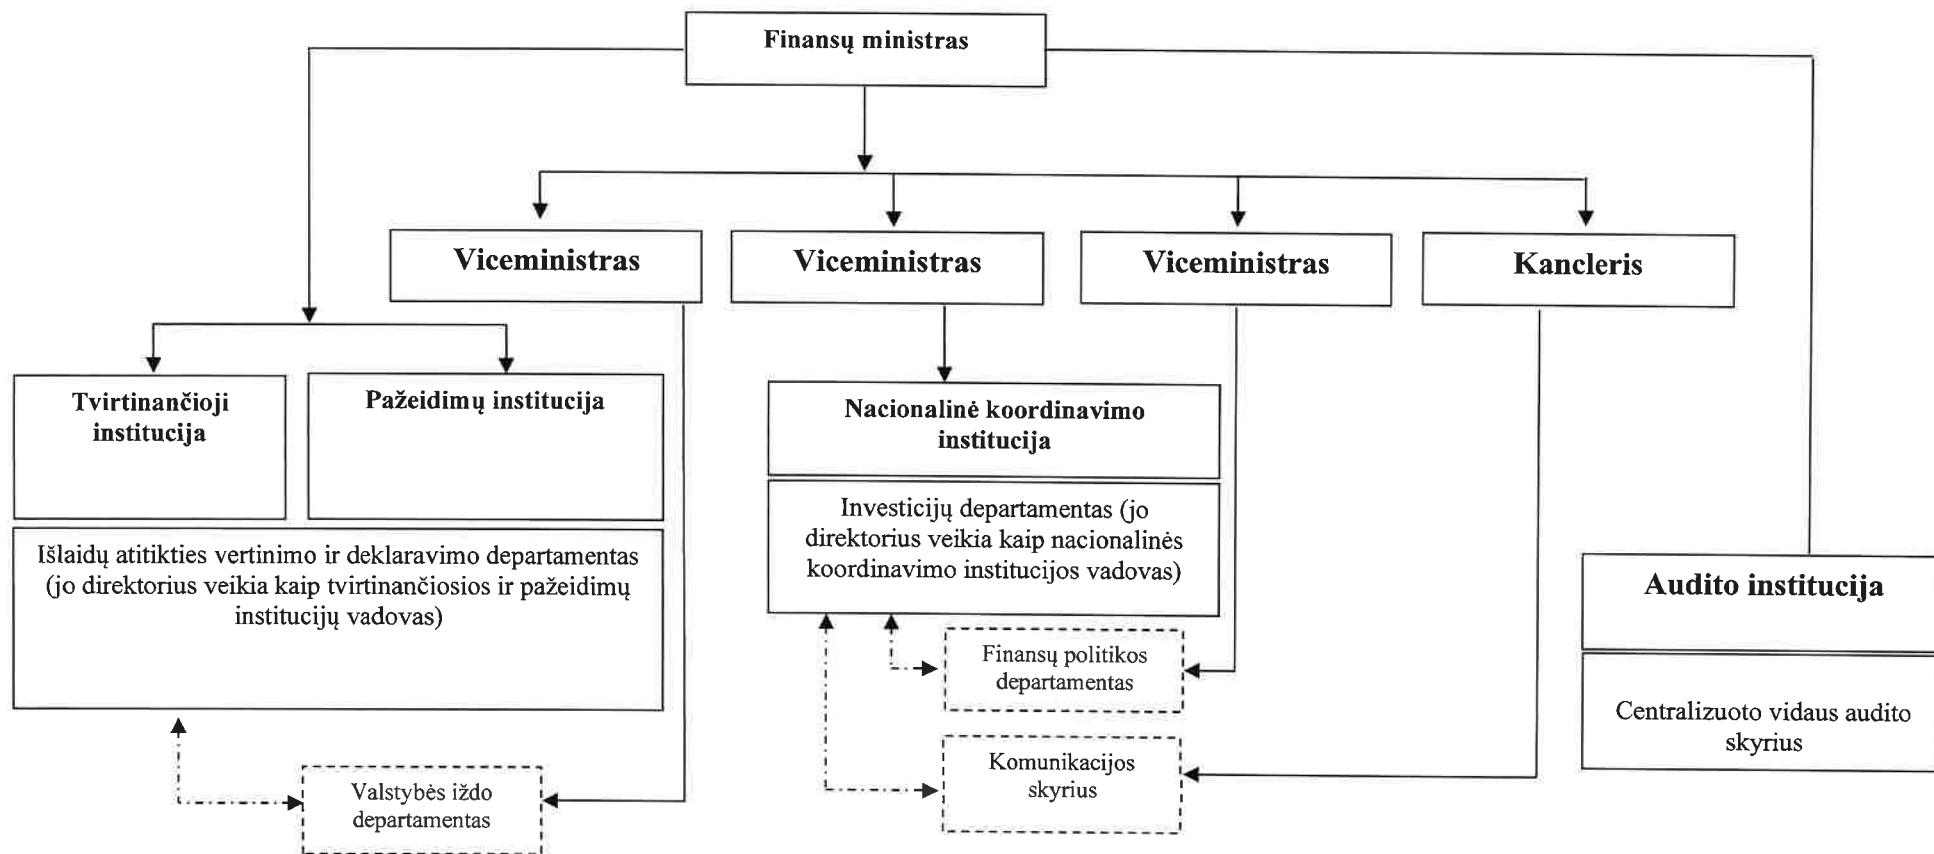 Finansų ministras
Viceministras
Viceministras
Viceministras
Kancleris
Tvirtinančioji
institucija
Pažeidimų institucija
Išlaidų atitikties vertinimo ir deklaravimo departamentas
(jo direktorius veikia kaip tvirtinančiosios ir pažeidimų
institucijų vadovas)
Valstybės iždo
departamentas
Nacionalinė koordinavimo
institucija
Investicijų departamentas (jo
direktorius veikia kaip nacionalinės
koordinavimo institucijos vadovas)
Finansų politikos
departamentas
Komunikacijos
skyrius
Audito institucija
Centralizuoto vidaus audito
skyrius